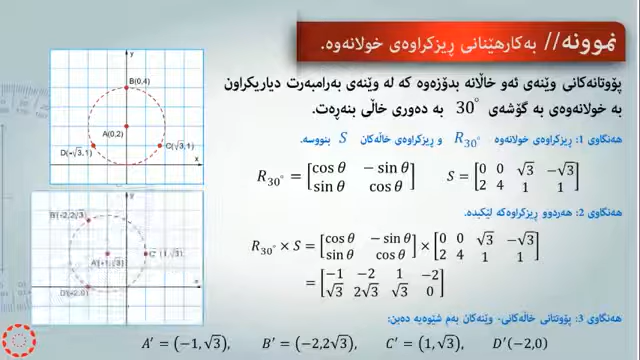 نموونە// بەکارهێنانی ڕیزکراوەی خولانەوە.
پۆوتانەکانی وێنەی ئەو خاڵانە بدۆزەوە کە لە وێنەی بەرامبەرت دیاریکراون
بە خولانەوەی بە گۆشەی 30° بە دەوری خاڵی بنەڕەت.
هەنگاوی 1: ڕیزکراوەی خولانەوە R30° و ڕیزکراوەی خاڵەکان S بنووسە.
R30° = [cos θ − sin θ sin θ cos θ] S = [0 0 √3 −√3 2 4 1 1]
هەنگاوی 2: هەردوو ڕیزکراوەکە لێکبدە.
R30° × S = [cos θ − sin θ sin θ cos θ] × [0 0 √3 −√3 2 4 1 1]
= [−1 −2 1 −2 √3 2√3 √3 0]
هەنگاوی 3: پۆوتانی خاڵەکانی- وێنەکان بەم شێوەیە دەبن:
A′ = (−1, √3), B′ = (−2,2√3) C′ = (1, √3), D′(−2,0)
y
B(0,4)
A(0,2)
D(-√3,1)
C(√3,1)
x
y
B'(-2,2√3)
A'(-1,√3)
C' (1,√3)
D'(-2,0)
x